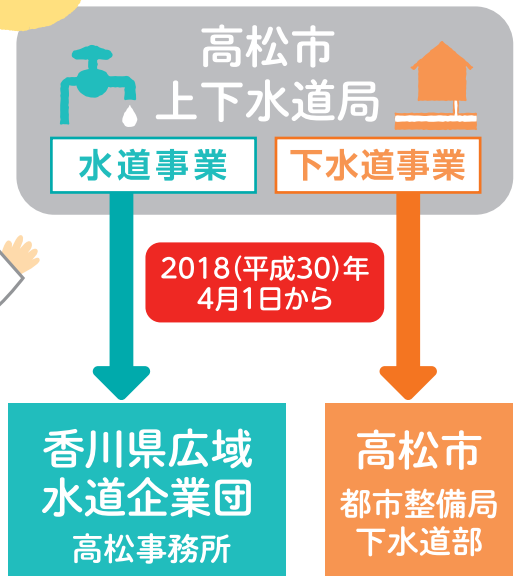 高松市
上下水道局
水道事業
下水道事業
2018(平成30)年
4月1日から
香川県広域
水道企業団
高松事務所
高松市
都市整備局
下水道部